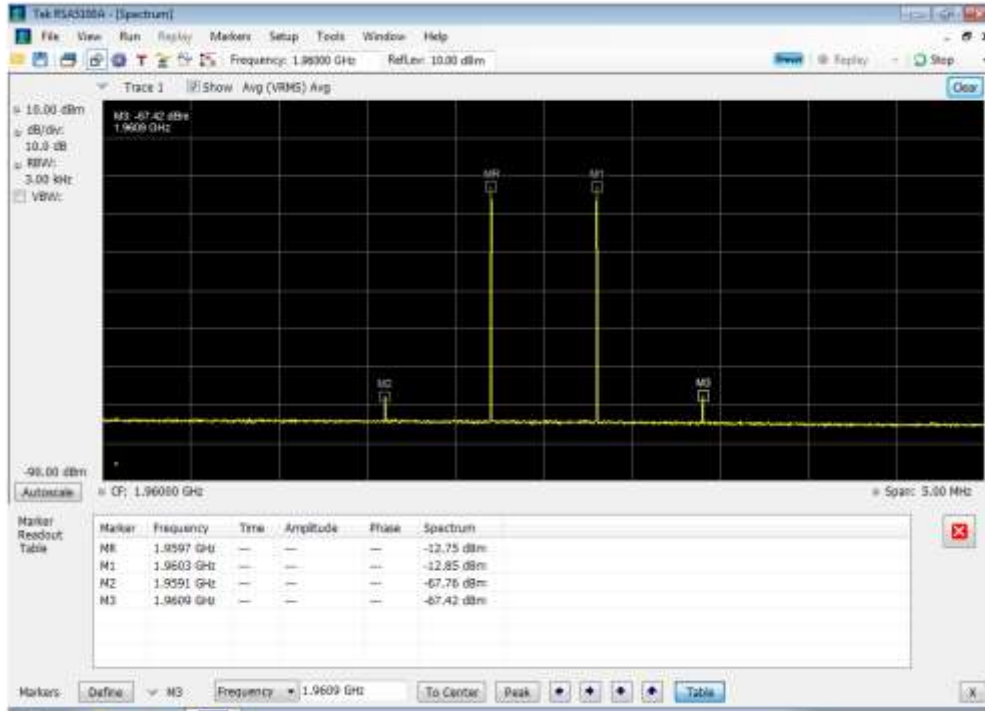 Tek RSA5100A - [Spectrum]
File View Run Replay Markers Setup Tools Window Help
T Frequency: 1.96000 GHz RefLev: 10.00 dBm Preset Replay Stop
Trace 1 Show Avg (VRMS) Avg Clear
10.00 dBm
dB/div:
10.0 dB
RBW:
3.00 kHz
VBW:
-90.00 dBm
M3: -67.42 dBm
1.9609 GHz
MR M1
M2 M3
Autoscale CF: 1.96000 GHz Span: 5.00 MHz
Marker Readout Table
Marker Frequency Time Amplitude Phase Spectrum
MR 1.9597 GHz --- --- --- -12.75 dBm
M1 1.9603 GHz --- --- --- -12.85 dBm
M2 1.9591 GHz --- --- --- -67.76 dBm
M3 1.9609 GHz --- --- --- -67.42 dBm
Markers Define M3 Frequency 1.9609 GHz To Center Peak Table X